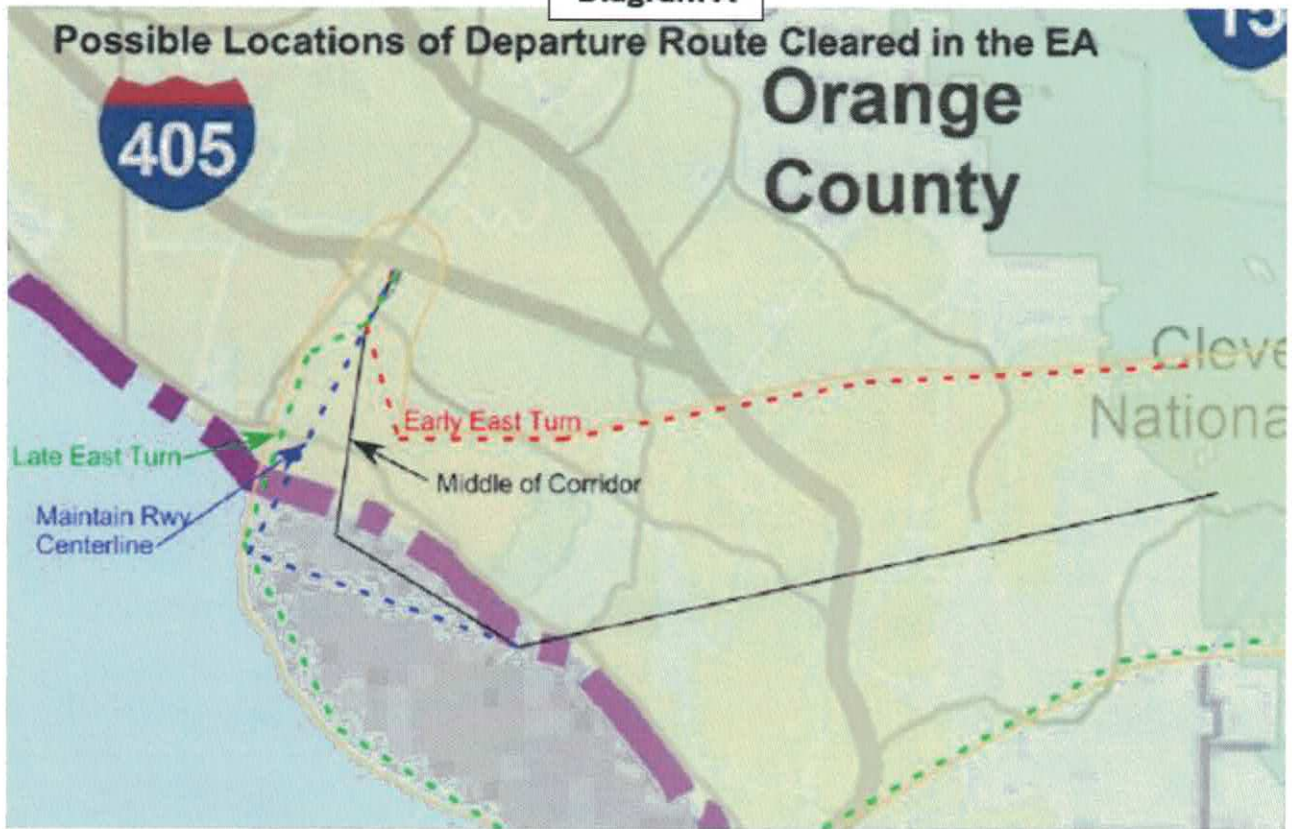 Possible Locations of Departure Route Cleared in the EA
15
405
Orange
County
Cleve
Nationa
Early East Turn
Late East Turn
Middle of Corridor
Maintain Rwy
Centerline